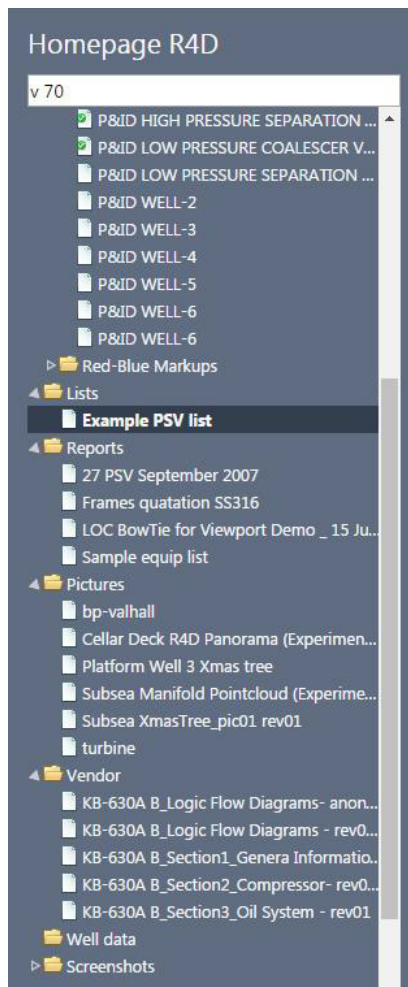 Homepage R4D
v 70
P&ID HIGH PRESSURE SEPARATION ...
P&ID LOW PRESSURE COALESCER V...
P&ID LOW PRESSURE SEPARATION ...
P&ID WELL-2
P&ID WELL-3
P&ID WELL-4
P&ID WELL-5
P&ID WELL-6
P&ID WELL-6
Red-Blue Markups
Lists
Example PSV list
Reports
27 PSV September 2007
Frames quatation SS316
LOC BowTie for Viewport Demo _ 15 Ju...
Sample equip list
Pictures
bp-valhall
Cellar Deck R4D Panorama (Experimen...
Platform Well 3 Xmas tree
Subsea Manifold Pointcloud (Experime...
Subsea XmasTree_pic01 rev01
turbine
Vendor
KB-630A B_Logic Flow Diagrams- anon...
KB-630A B_Logic Flow Diagrams - rev0...
KB-630A B_Section1_Genera Informatio...
KB-630A B_Section2_Compressor- rev0...
KB-630A B_Section3_Oil System - rev01
Well data
Screenshots